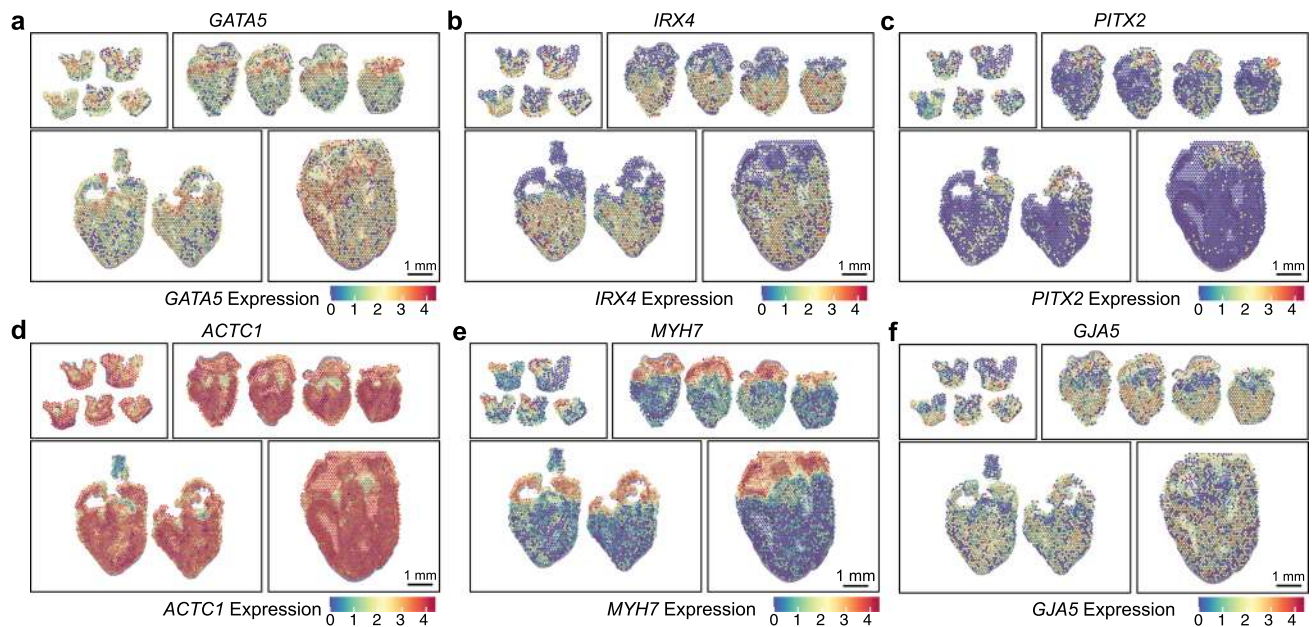 a
GATA5
1 mm
GATA5 Expression
0 1 2 3 4
b
IRX4
1 mm
IRX4 Expression
0 1 2 3 4
c
PITX2
1 mm
PITX2 Expression
0 1 2 3 4
d
ACTC1
1 mm
ACTC1 Expression
0 1 2 3 4
e
MYH7
1 mm
MYH7 Expression
0 1 2 3 4
f
GJA5
1 mm
GJA5 Expression
0 1 2 3 4